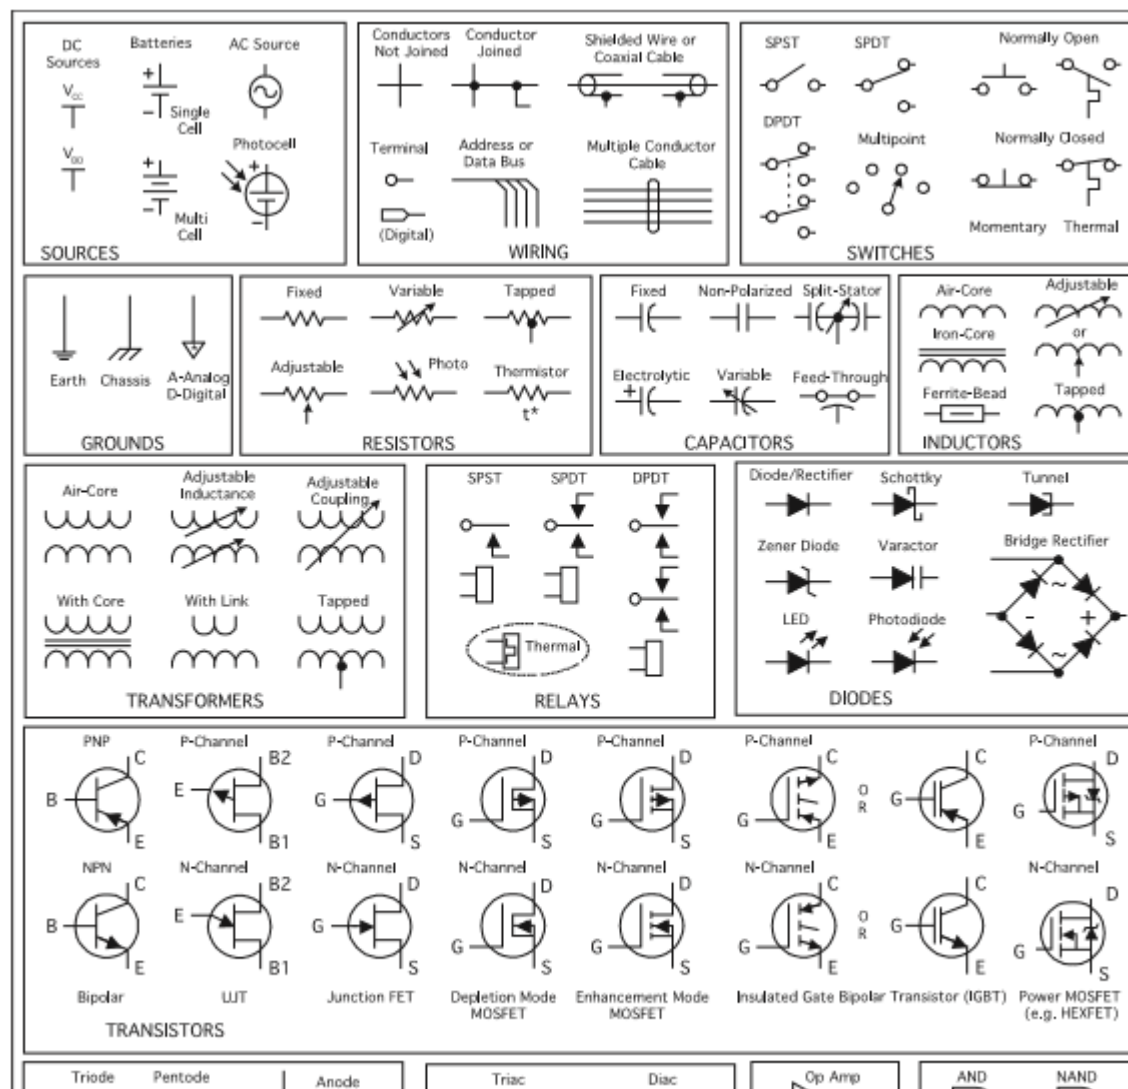 DC
Sources
Batteries
AC Source
VCC
+
−
Single
Cell
Photocell
VDD
+
−
Multi
Cell
+
−
SOURCES
Conductors
Not Joined
Conductor
Joined
Shielded Wire or
Coaxial Cable
Terminal
Address or
Data Bus
Multiple Conductor
Cable
(Digital)
WIRING
SPST
SPDT
Normally Open
DPDT
Multipoint
Normally Closed
Momentary
Thermal
SWITCHES
Earth
Chassis
A-Analog
D-Digital
GROUNDS
Fixed
Variable
Tapped
Adjustable
Photo
Thermistor
t*
RESISTORS
Fixed
Non-Polarized
Split-Stator
Electrolytic
+
Variable
Feed-Through
CAPACITORS
Air-Core
Adjustable
Iron-Core
or
Ferrite-Bead
Tapped
INDUCTORS
Air-Core
Adjustable
Inductance
Adjustable
Coupling
With Core
With Link
Tapped
TRANSFORMERS
SPST
SPDT
DPDT
Thermal
RELAYS
Diode/Rectifier
Schottky
Tunnel
Zener Diode
Varactor
Bridge Rectifier
~
-
+
~
LED
Photodiode
DIODES
PNP
C
B
E
P-Channel
B2
E
B1
P-Channel
D
G
S
P-Channel
D
G
S
P-Channel
D
G
S
P-Channel
C
G
E
O
R
C
G
E
P-Channel
D
G
S
NPN
C
B
E
N-Channel
B2
E
B1
N-Channel
D
G
S
N-Channel
D
G
S
N-Channel
D
G
S
N-Channel
C
G
E
O
R
C
G
E
N-Channel
D
G
S
Bipolar
UJT
Junction FET
Depletion Mode
MOSFET
Enhancement Mode
MOSFET
Insulated Gate Bipolar Transistor (IGBT)
Power MOSFET
(e.g. HEXFET)
TRANSISTORS
Triode
Pentode
Anode
Triac
Diac
Op Amp
AND
NAND